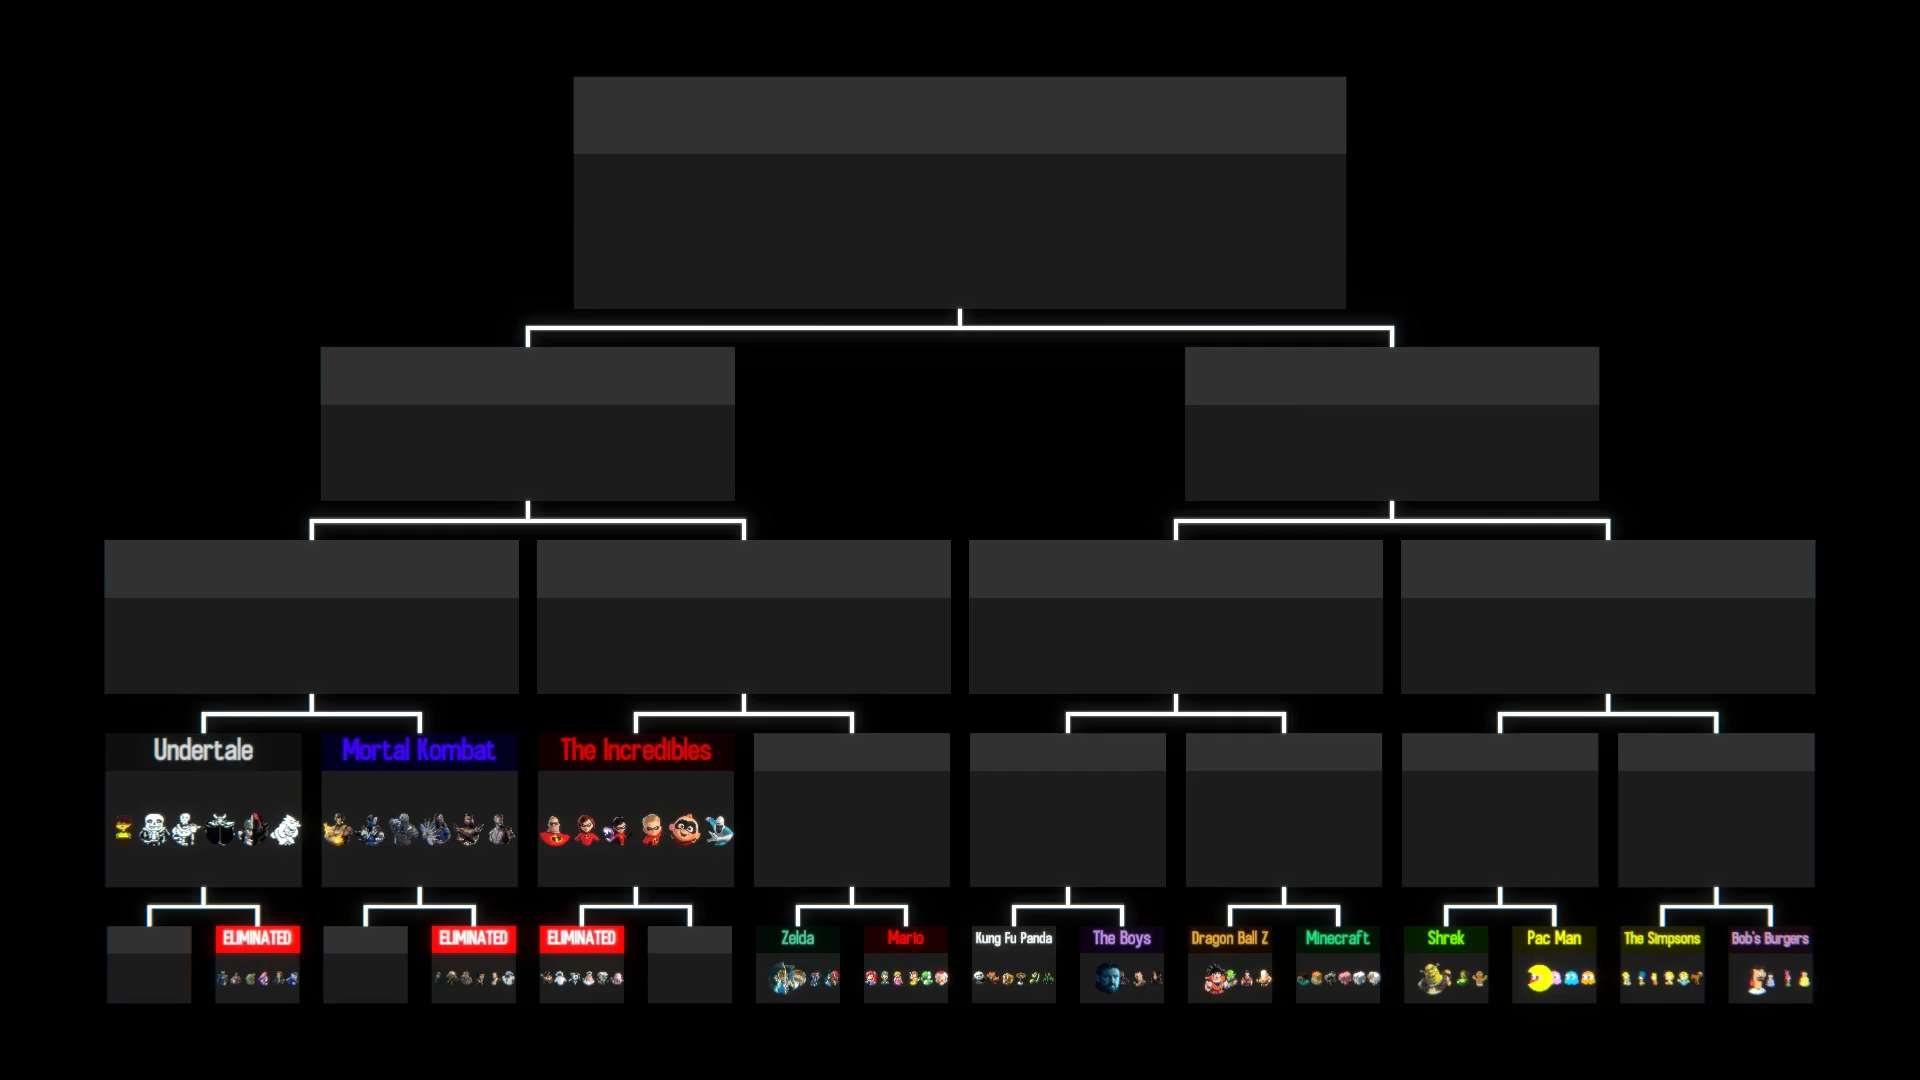 Undertale
Mortal Kombat
The Incredibles
ELIMINATED
ELIMINATED
ELIMINATED
Zelda
Mario
Kung Fu Panda
The Boys
Dragon Ball Z
Minecraft
Shrek
Pac Man
The Simpsons
Bob's Burgers